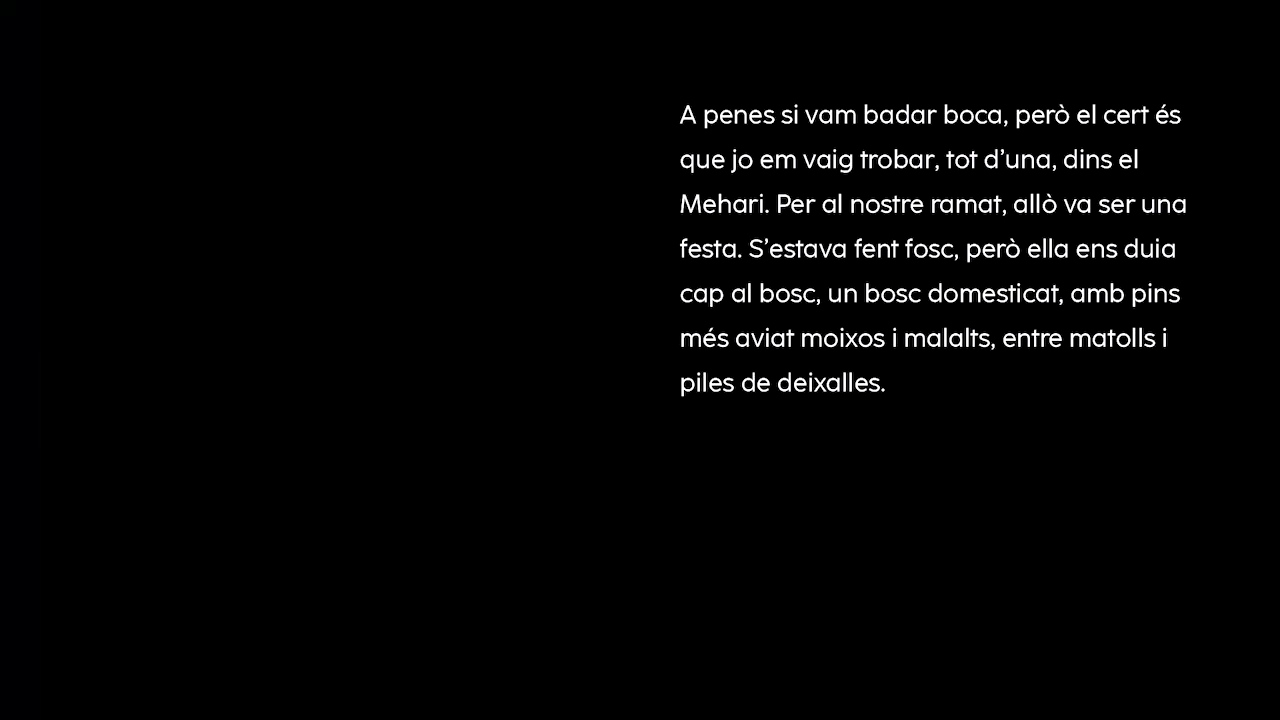 A penes si vam badar boca, però el cert és
que jo em vaig trobar, tot d’una, dins el
Mehari. Per al nostre ramat, allò va ser una
festa. S’estava fent fosc, però ella ens duia
cap al bosc, un bosc domesticat, amb pins
més aviat moixos i malalts, entre matolls i
piles de deixalles.